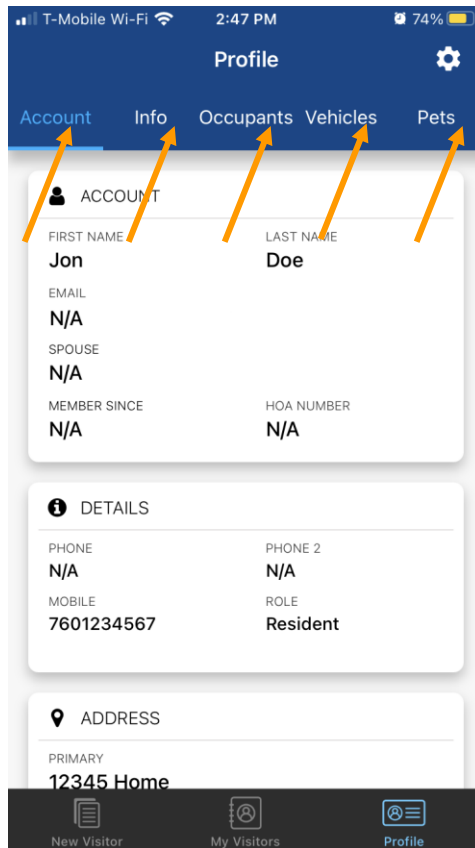 T-Mobile Wi-Fi 2:47 PM 74%
Profile
Account Info Occupants Vehicles Pets
ACCOUNT
FIRST NAME LAST NAME
Jon Doe
EMAIL
N/A
SPOUSE
N/A
MEMBER SINCE HOA NUMBER
N/A N/A
DETAILS
PHONE PHONE 2
N/A N/A
MOBILE ROLE
7601234567 Resident
ADDRESS
PRIMARY
12345 Home
New Visitor My Visitors Profile